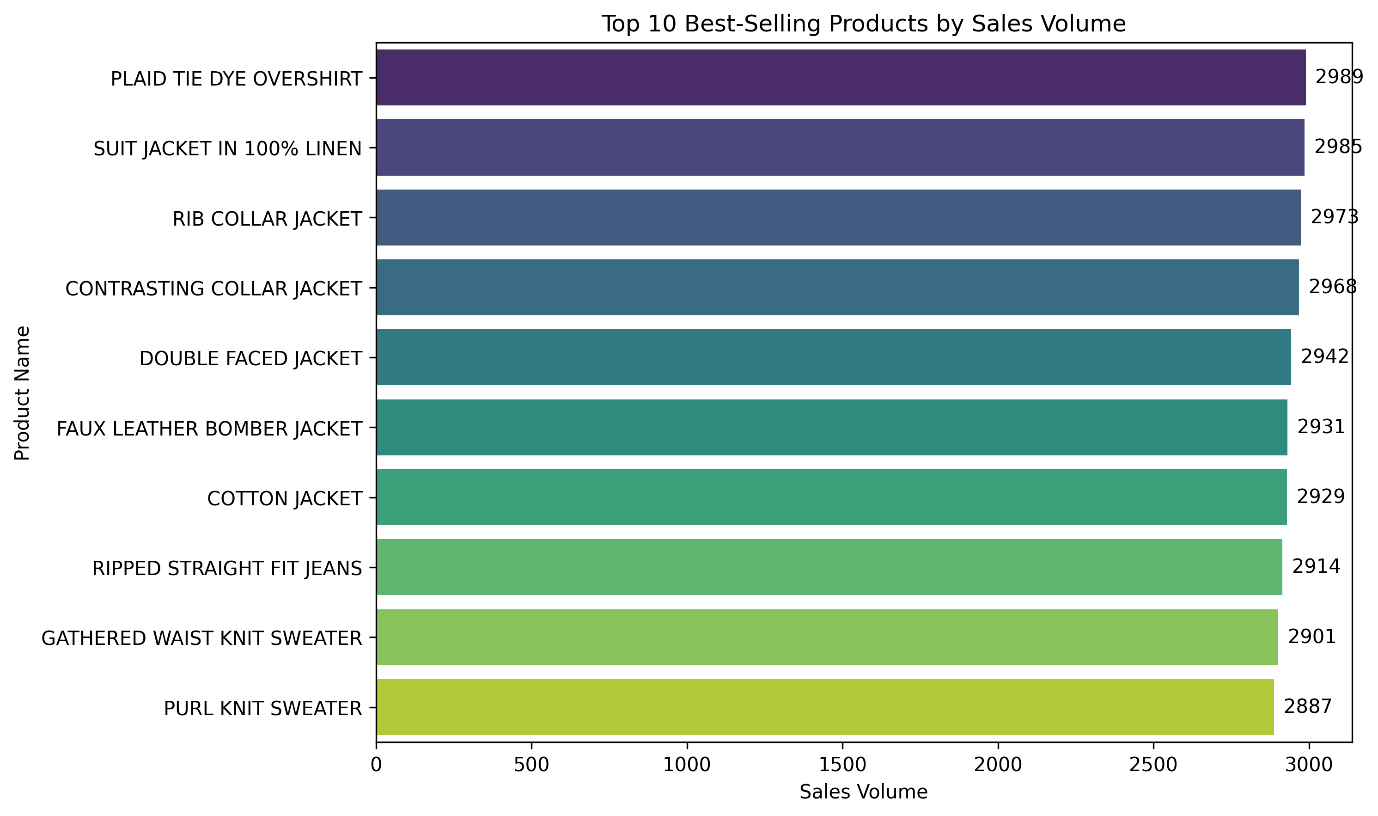 Top 10 Best-Selling Products by Sales Volume
Product Name
PLAID TIE DYE OVERSHIRT 2989
SUIT JACKET IN 100% LINEN 2985
RIB COLLAR JACKET 2973
CONTRASTING COLLAR JACKET 2968
DOUBLE FACED JACKET 2942
FAUX LEATHER BOMBER JACKET 2931
COTTON JACKET 2929
RIPPED STRAIGHT FIT JEANS 2914
GATHERED WAIST KNIT SWEATER 2901
PURL KNIT SWEATER 2887
0 500 1000 1500 2000 2500 3000
Sales Volume